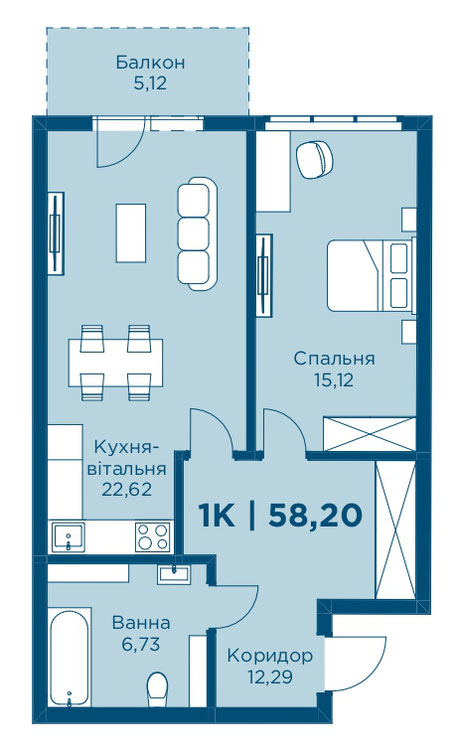 Балкон
5,12
Спальня
15,12
Кухня-
вітальня
22,62
1К | 58,20
Ванна
6,73
Коридор
12,29